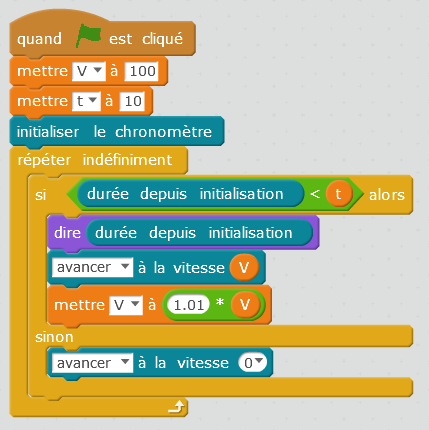 quand est cliqué
mettre V à 100
mettre t à 10
initialiser le chronomètre
répéter indéfiniment
si durée depuis initialisation < t alors
dire durée depuis initialisation
avancer à la vitesse V
mettre V à 1.01 * V
sinon
avancer à la vitesse 0